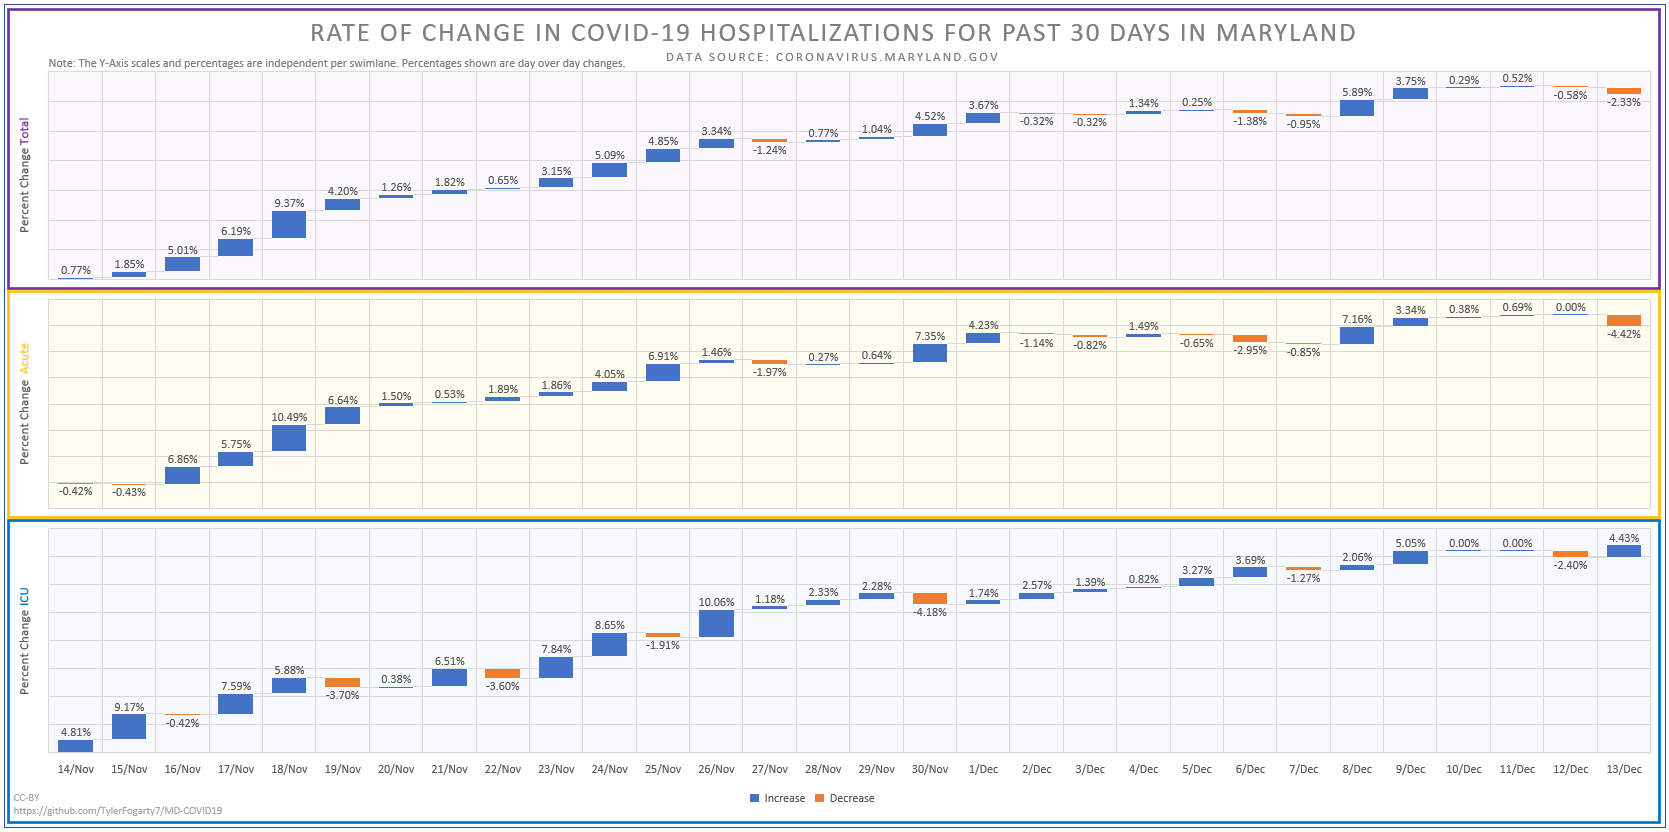 RATE OF CHANGE IN COVID-19 HOSPITALIZATIONS FOR PAST 30 DAYS IN MARYLAND
DATA SOURCE: CORONAVIRUS.MARYLAND.GOV
Note: The Y-Axis scales and percentages are independent per swimlane. Percentages shown are day over day changes.
Percent Change Total
0.77% 1.85% 5.01% 6.19% 9.37% 4.20% 1.26% 1.82% 0.65% 3.15% 5.09% 4.85% 3.34% -1.24% 0.77% 1.04% 4.52% 3.67% -0.32% -0.32% 1.34% 0.25% -1.38% -0.95% 5.89% 3.75% 0.29% 0.52% -0.58% -2.33%
Percent Change Acute
-0.42% -0.43% 6.86% 5.75% 10.49% 6.64% 1.50% 0.53% 1.89% 1.86% 4.05% 6.91% 1.46% -1.97% 0.27% 0.64% 7.35% 4.23% -1.14% -0.82% 1.49% -0.65% -2.95% -0.85% 7.16% 3.34% 0.38% 0.69% 0.00% -4.42%
Percent Change ICU
4.81% 9.17% -0.42% 7.59% 5.88% -3.70% 0.38% 6.51% -3.60% 7.84% 8.65% -1.91% 10.06% 1.18% 2.33% 2.28% -4.18% 1.74% 2.57% 1.39% 0.82% 3.27% 3.69% -1.27% 2.06% 5.05% 0.00% 0.00% -2.40% 4.43%
14/Nov 15/Nov 16/Nov 17/Nov 18/Nov 19/Nov 20/Nov 21/Nov 22/Nov 23/Nov 24/Nov 25/Nov 26/Nov 27/Nov 28/Nov 29/Nov 30/Nov 1/Dec 2/Dec 3/Dec 4/Dec 5/Dec 6/Dec 7/Dec 8/Dec 9/Dec 10/Dec 11/Dec 12/Dec 13/Dec
Increase Decrease
CC-BY
https://github.com/TylerFogarty7/MD-COVID19